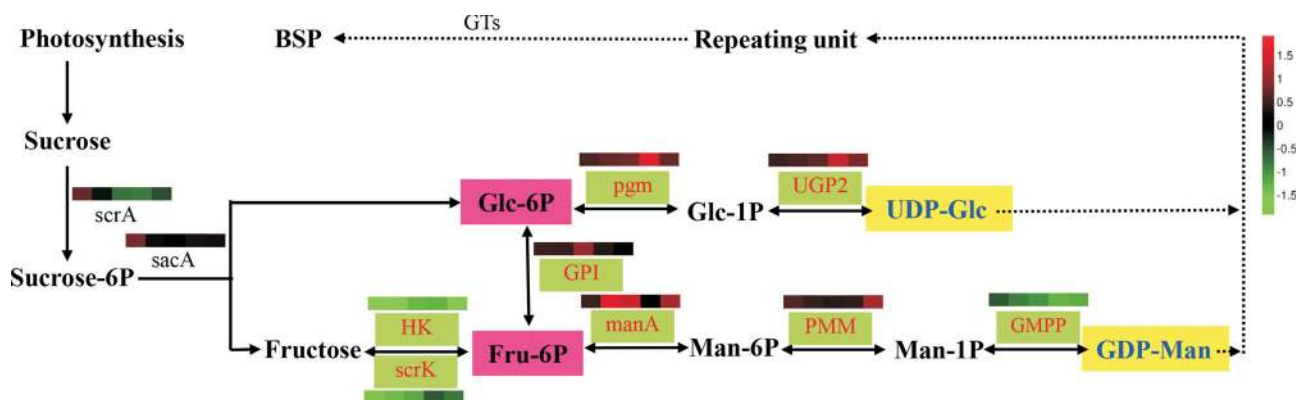 GTs
Photosynthesis BSP Repeating unit
1.5
1
0.5
0
-0.5
-1
-1.5
Sucrose
scrA
pgm UGP2
Glc-6P Glc-1P UDP-Glc
sacA
Sucrose-6P
GPI
HK manA PMM GMPP
Fructose Fru-6P Man-6P Man-1P GDP-Man
scrK